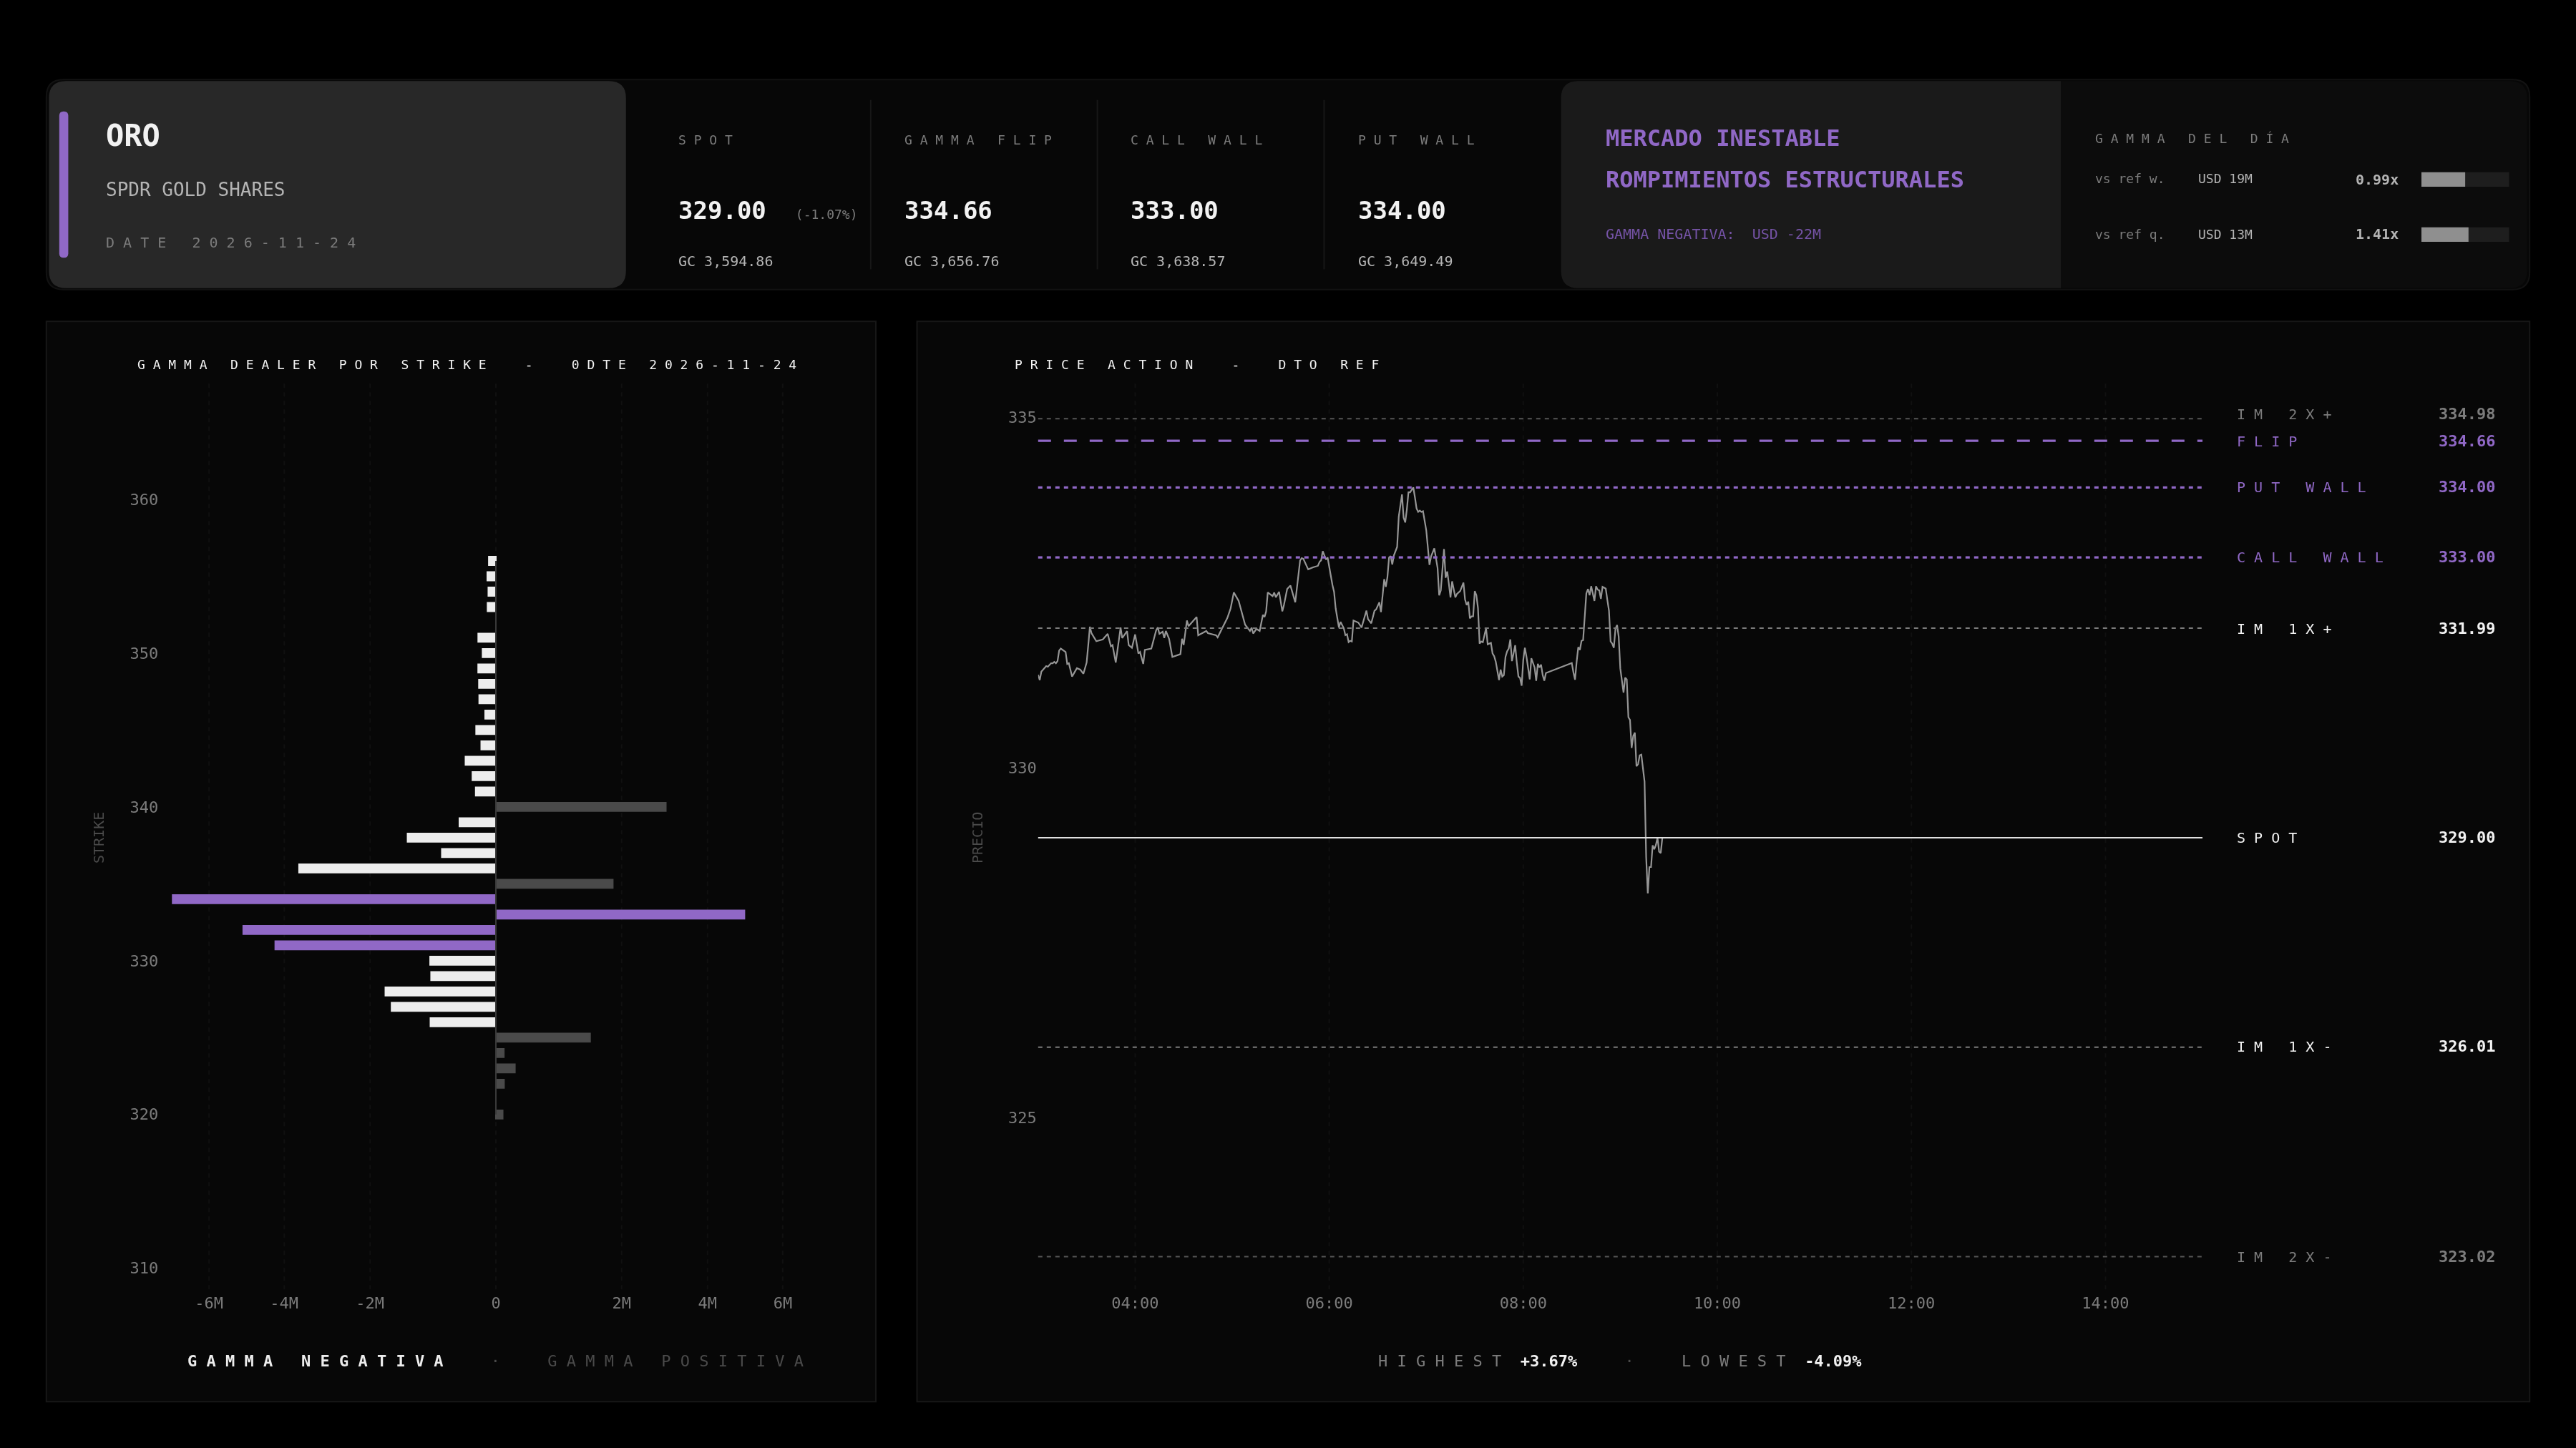 ORO
SPDR GOLD SHARES
DATE 2026-11-24
SPOT
329.00 (-1.07%)
GC 3,594.86
GAMMA FLIP
334.66
GC 3,656.76
CALL WALL
333.00
GC 3,638.57
PUT WALL
334.00
GC 3,649.49
MERCADO INESTABLE
ROMPIMIENTOS ESTRUCTURALES
GAMMA NEGATIVA: USD -22M
GAMMA DEL DÍA
vs ref w. USD 19M 0.99x
vs ref q. USD 13M 1.41x
GAMMA DEALER POR STRIKE - 0DTE 2026-11-24
STRIKE
360
350
340
330
320
310
-6M -4M -2M 0 2M 4M 6M
GAMMA NEGATIVA · GAMMA POSITIVA
PRICE ACTION - DTO REF
PRECIO
335
330
325
IM 2X+ 334.98
FLIP 334.66
PUT WALL 334.00
CALL WALL 333.00
IM 1X+ 331.99
SPOT 329.00
IM 1X- 326.01
IM 2X- 323.02
04:00 06:00 08:00 10:00 12:00 14:00
HIGHEST +3.67% · LOWEST -4.09%